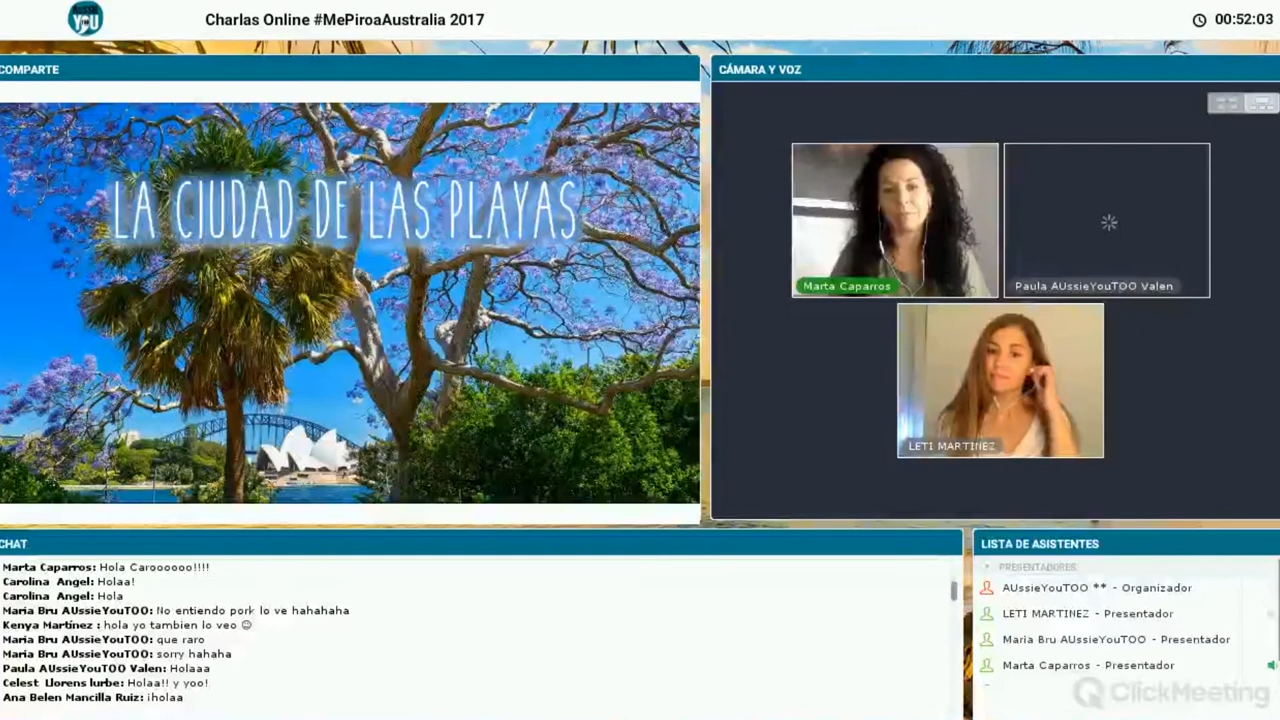 AUSSIE
YOU
Charlas Online #MePiroaAustralia 2017
00:52:03
COMPARTE
CÁMARA Y VOZ
LA CIUDAD DE LAS PLAYAS
Marta Caparros
Paula AUssieYouTOO Valen
LETI MARTINEZ
CHAT
LISTA DE ASISTENTES
Marta Caparros: Hola Caroooooo!!!!
Carolina Angel: Holaa!
Carolina Angel: Hola
Maria Bru AUssieYouTOO: No entiendo pork lo ve hahahaha
Kenya Martínez : hola yo tambien lo veo ☺
Maria Bru AUssieYouTOO: que raro
Maria Bru AUssieYouTOO: sorry hahaha
Paula AUssieYouTOO Valen: Holaaa
Celest Llorens Iurbe: Holaa!! y yoo!
Ana Belen Mancilla Ruiz: ¡holaa
PRESENTADORES
AUssieYouTOO ** - Organizador
LETI MARTINEZ - Presentador
Maria Bru AUssieYouTOO - Presentador
Marta Caparros - Presentador
ClickMeeting